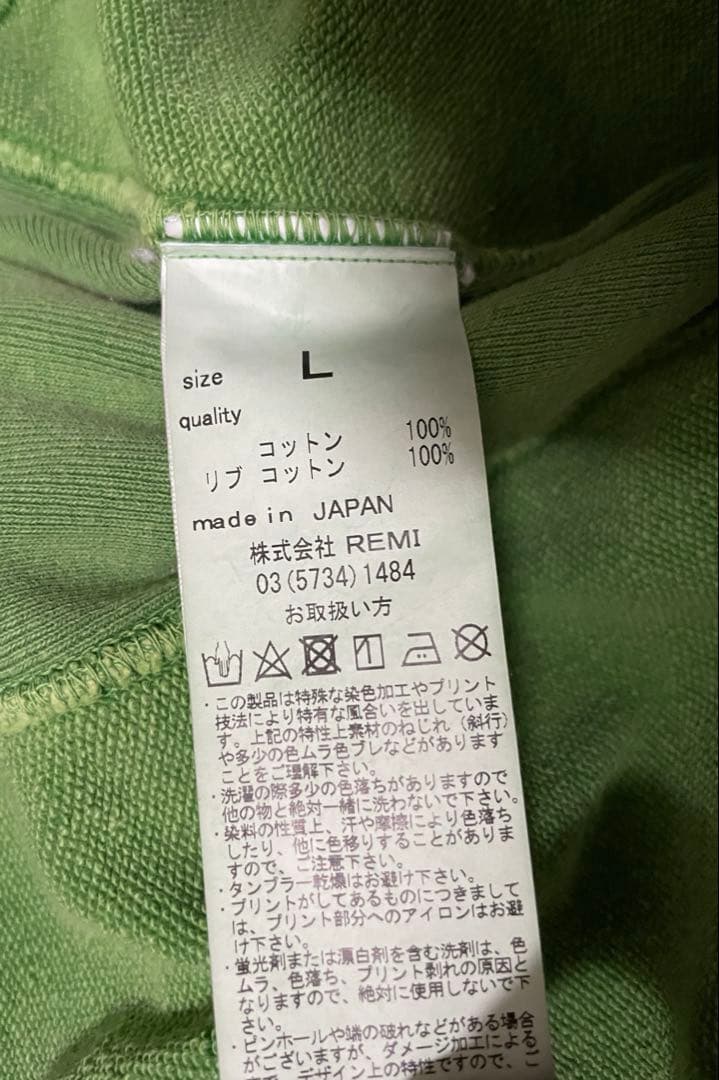 size L
quality
コットン 100%
リブ コットン 100%
made in JAPAN
株式会社 REMI
03(5734)1484
お取扱い方
・この製品は特殊な染色加工やプリント
技法により特有な風合いを出していま
す。上記の特性上素材のねじれ（斜行）
や多少の色ムラ色ブレなどがあります
ことをご理解下さい。
・洗濯の際多少の色落ちがありますので
他の物と絶対一緒に洗わないで下さい。
・染料の性質上、汗や摩擦により色落ち
したり、他に色移りすることがありま
すので、ご注意下さい。
・タンブラー乾燥はお避け下さい。
・プリントがしてあるものにつきまして
は、プリント部分へのアイロンはお避
け下さい。
・蛍光剤または漂白剤を含む洗剤は、色
ムラ、色落ち、プリント剥れの原因と
なりますので、絶対に使用しないで下
さい。
・ピンホールや端の破れなどがある場合
がございますが、ダメージ加工による
デザイン上の特性ですので、ご